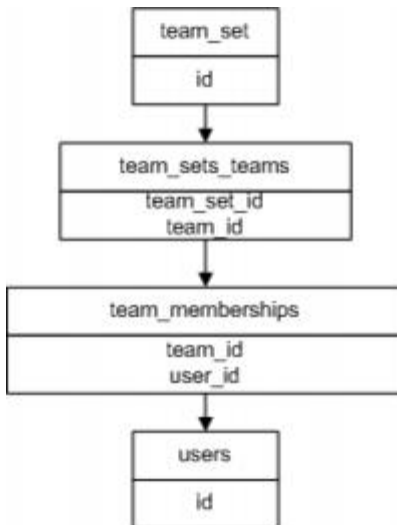 team_set
id
team_sets_teams
team_set_id
team_id
team_memberships
team_id
user_id
users
id